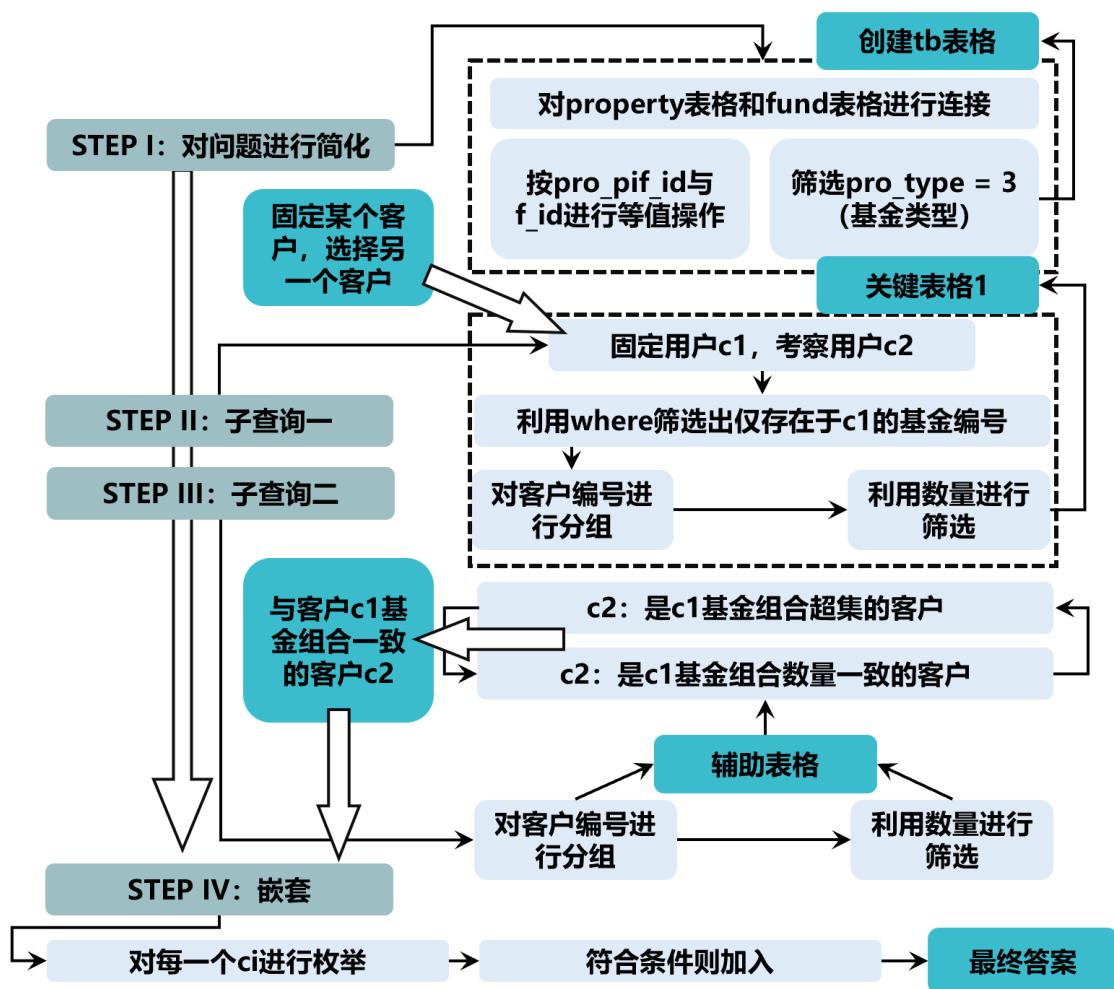 创建tb表格
对property表格和fund表格进行连接
STEP I：对问题进行简化
按pro_pif_id与
f_id进行等值操作
筛选pro_type = 3
（基金类型）
固定某个客
户，选择另
一个客户
关键表格1
固定用户c1，考察用户c2
STEP II：子查询一
利用where筛选出仅存在于c1的基金编号
STEP III：子查询二
对客户编号进
行分组
利用数量进行
筛选
与客户c1基
金组合一致
的客户c2
c2：是c1基金组合超集的客户
c2：是c1基金组合数量一致的客户
辅助表格
对客户编号进
行分组
利用数量进行
筛选
STEP IV：嵌套
对每一个ci进行枚举
符合条件则加入
最终答案